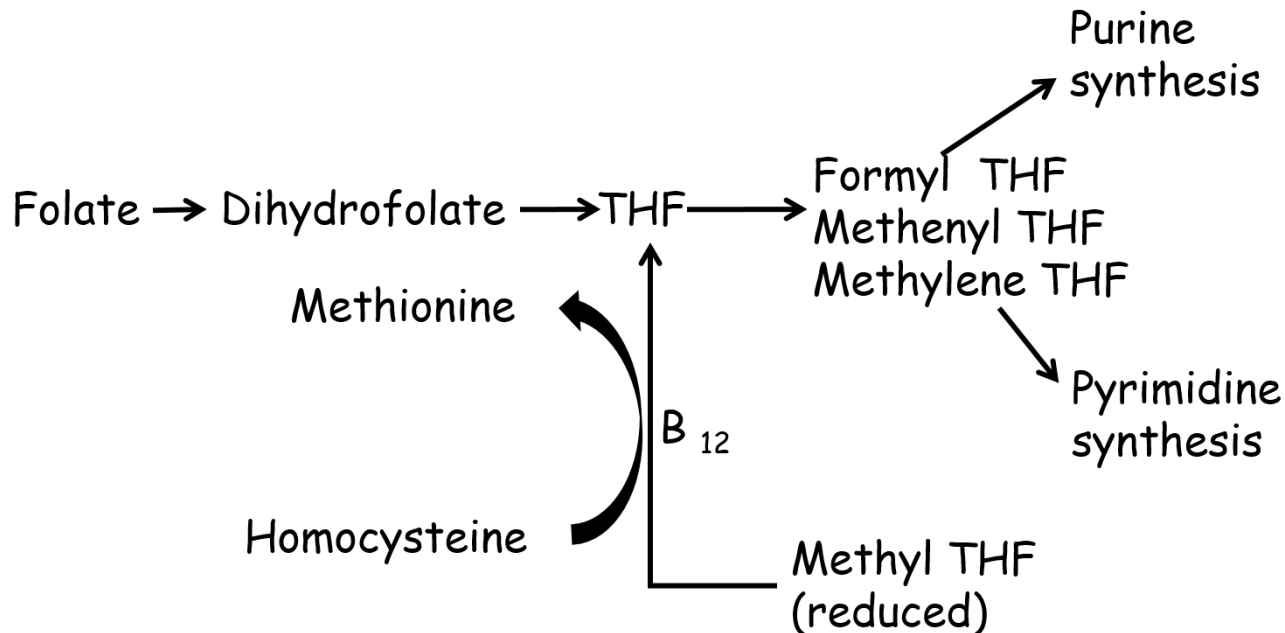 Purine
synthesis
Folate
Dihydrofolate
THF
Formyl THF
Methenyl THF
Methylene THF
Methionine
Pyrimidine
synthesis
B 12
Homocysteine
Methyl THF
(reduced)